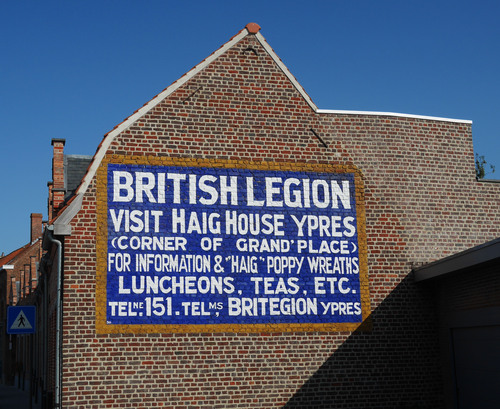 BRITISH LEGION
VISIT HAIG HOUSE YPRES
(CORNER OF GRAND' PLACE)
FOR INFORMATION & "HAIG" POPPY WREATHS
LUNCHEONS, TEAS, ETC.
TELNE 151. TELMS, BRITEGION YPRES